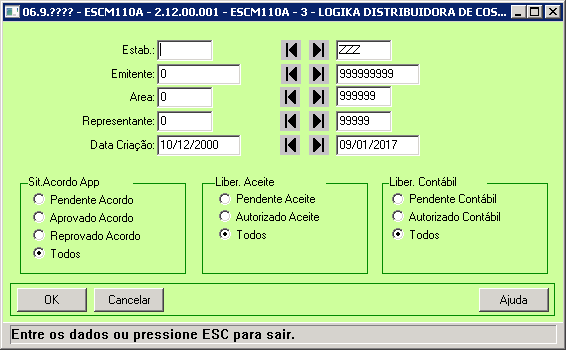 06.9.???? - ESCM110A - 2.12.00.001 - ESCM110A - 3 - LOGIKA DISTRIBUIDORA DE COS...
Estab.: ZZZ
Emitente: 0 999999999
Area: 0 999999
Representante: 0 99999
Data Criação: 10/12/2000 09/01/2017
Sit.Acordo App Liber. Aceite Liber. Contábil
Pendente Acordo Pendente Aceite Pendente Contábil
Aprovado Acordo Autorizado Aceite Autorizado Contábil
Reprovado Acordo Todos Todos
Todos
OK Cancelar Ajuda
Entre os dados ou pressione ESC para sair.